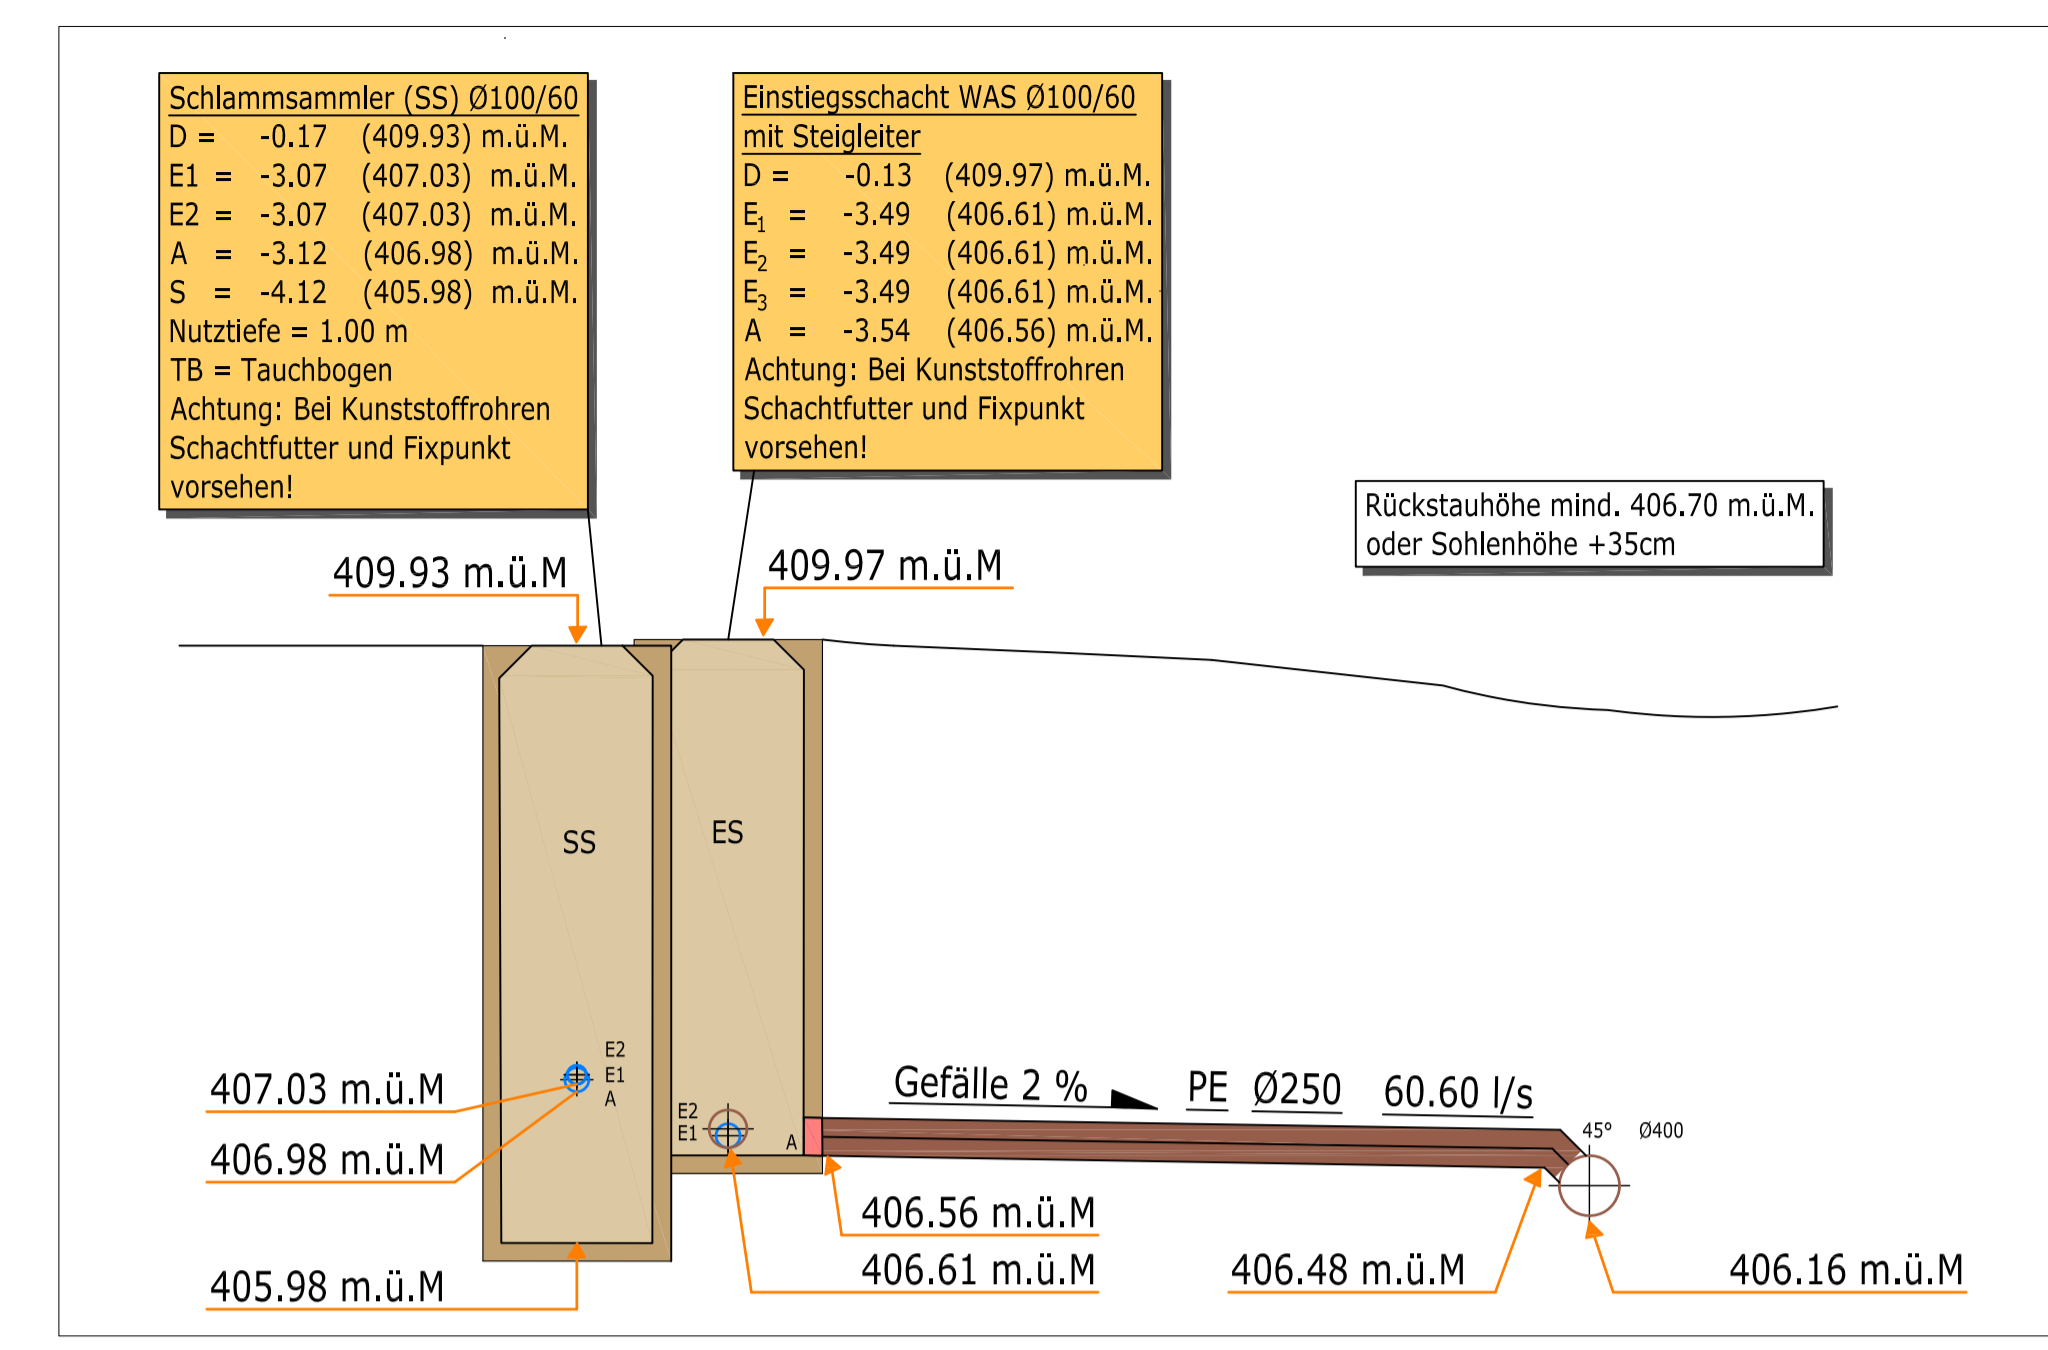 Schlammsammler (SS) Ø100/60
D = -0.17 (409.93) m.ü.M.
E1 = -3.07 (407.03) m.ü.M.
E2 = -3.07 (407.03) m.ü.M.
A = -3.12 (406.98) m.ü.M.
S = -4.12 (405.98) m.ü.M.
Nutztiefe = 1.00 m
TB = Tauchbogen
Achtung: Bei Kunststoffrohren
Schachtfutter und Fixpunkt
vorsehen!
Einstiegsschacht WAS Ø100/60
mit Steigleiter
D = -0.13 (409.97) m.ü.M.
E₁ = -3.49 (406.61) m.ü.M.
E₂ = -3.49 (406.61) m.ü.M.
E₃ = -3.49 (406.61) m.ü.M.
A = -3.54 (406.56) m.ü.M.
Achtung: Bei Kunststoffrohren
Schachtfutter und Fixpunkt
vorsehen!
Rückstauhöhe mind. 406.70 m.ü.M.
oder Sohlenhöhe +35cm
409.93 m.ü.M
409.97 m.ü.M
SS
ES
E2
E1
A
407.03 m.ü.M
406.98 m.ü.M
405.98 m.ü.M
E2
E1
A
Gefälle 2 % PE Ø250 60.60 l/s
45° Ø400
406.56 m.ü.M
406.61 m.ü.M
406.48 m.ü.M
406.16 m.ü.M